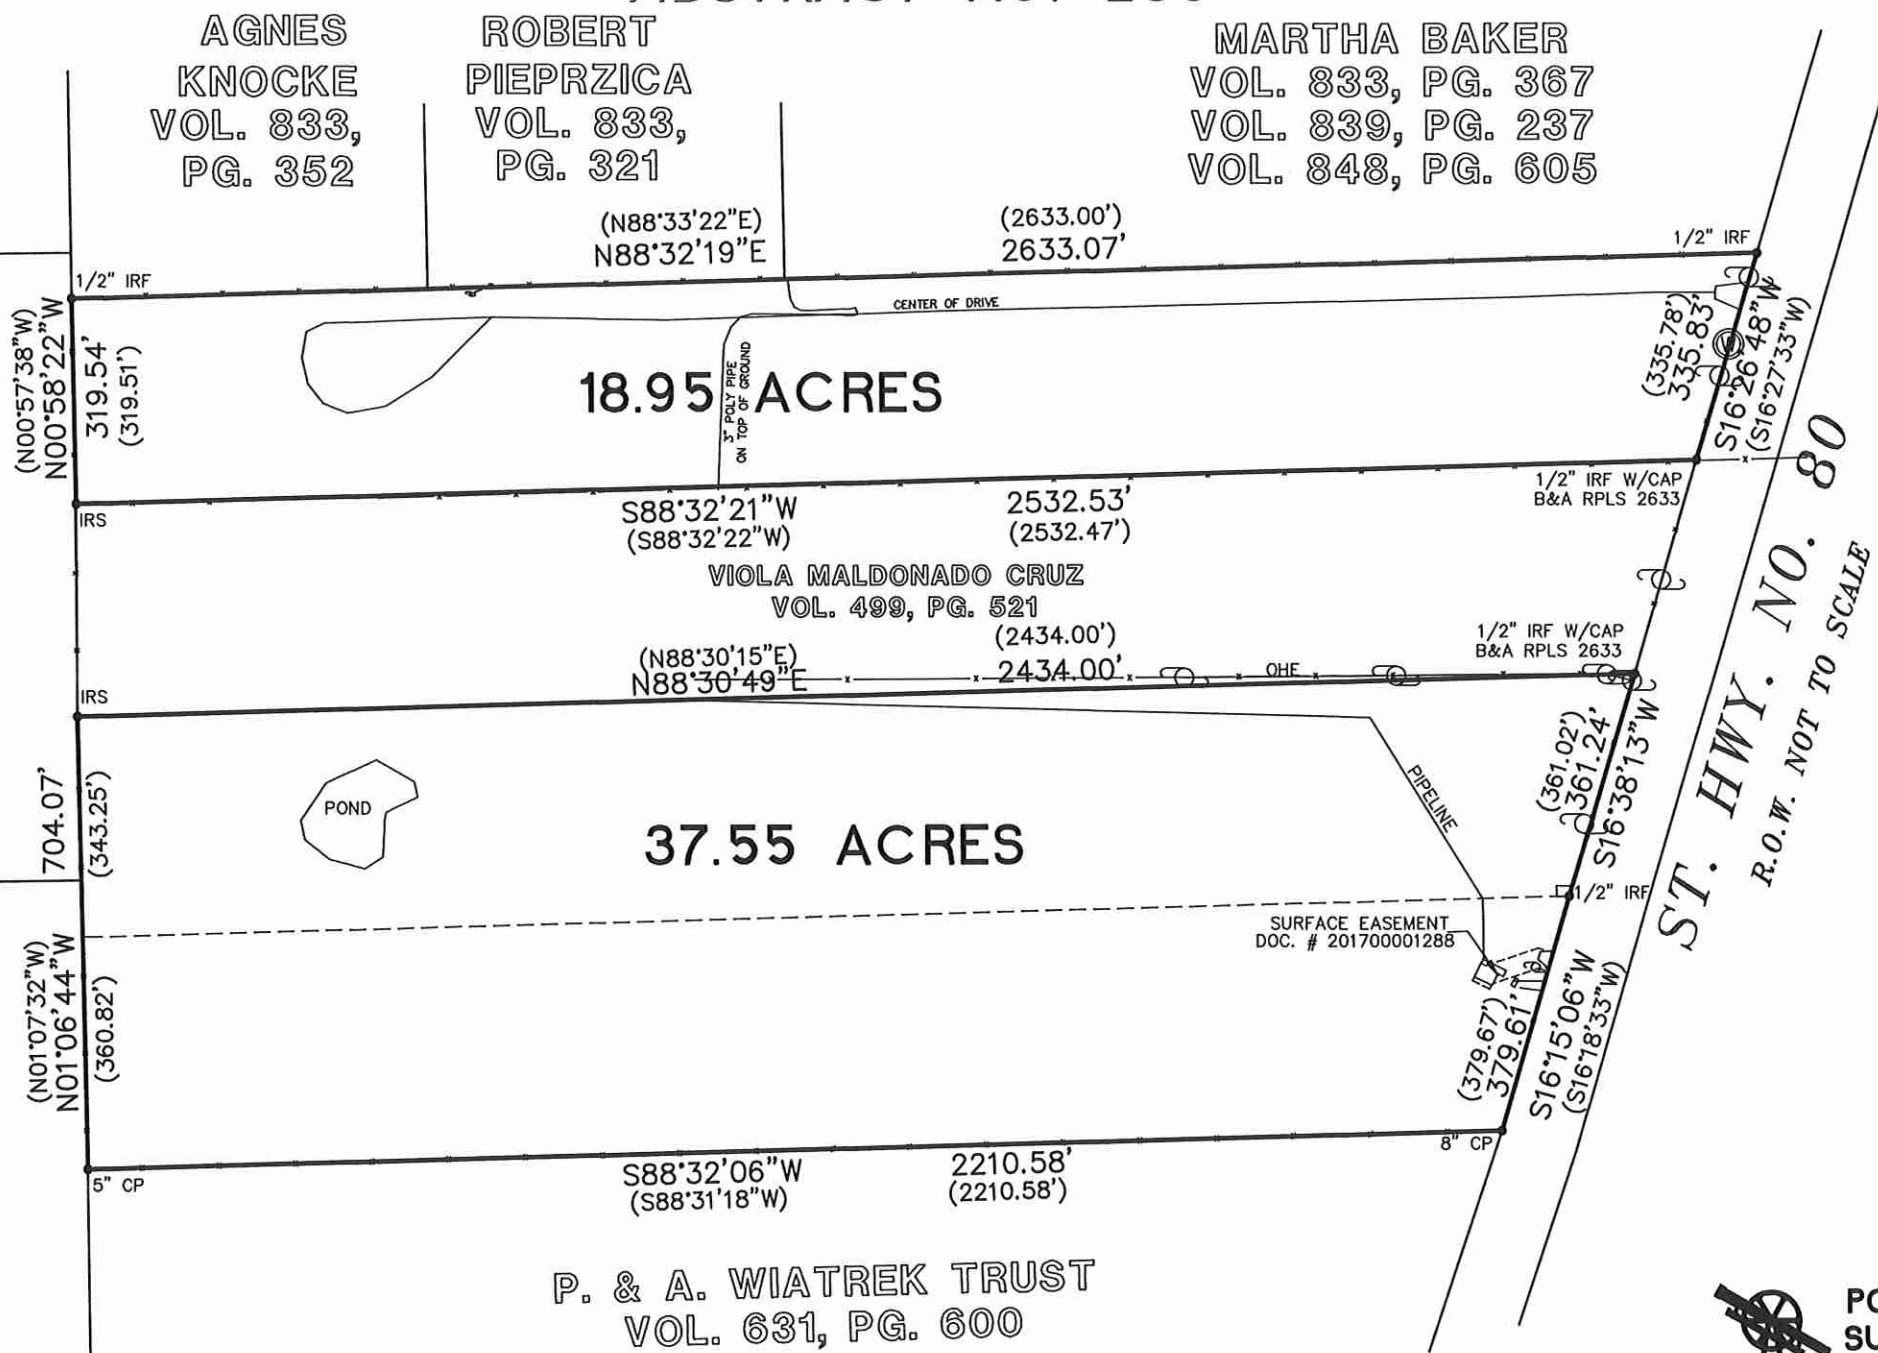 AGNES
KNOCKE
VOL. 833,
PG. 352
ROBERT
PIEPRZICA
VOL. 833,
PG. 321
MARTHA BAKER
VOL. 833, PG. 367
VOL. 839, PG. 237
VOL. 848, PG. 605
(N88°33'22"E)
N88°32'19"E
(2633.00')
2633.07'
1/2" IRF
1/2" IRF
CENTER OF DRIVE
(N00°57'38"W)
N00°58'22"W
319.54'
(319.51')
18.95 ACRES
3" POLY PIPE
ON TOP OF GROUND
(335.78')
335.83'
S16°26'48"W
(S16°27'33"W)
W
1/2" IRF W/CAP
B&A RPLS 2633
IRS
S88°32'21"W
(S88°32'22"W)
2532.53'
(2532.47')
VIOLA MALDONADO CRUZ
VOL. 499, PG. 521
ST. HWY. NO. 80
R.O.W. NOT TO SCALE
(N88°30'15"E)
N88°30'49"E
(2434.00')
2434.00'
OHE
1/2" IRF W/CAP
B&A RPLS 2633
IRS
704.07'
(343.25')
POND
37.55 ACRES
PIPELINE
(361.02')
361.24'
S16°38'13"W
1/2" IRF
SURFACE EASEMENT
DOC. # 201700001288
(N01°07'32"W)
N01°06'44"W
(360.82')
(379.67')
379.61'
S16°15'06"W
(S16°18'33"W)
8" CP
5" CP
S88°32'06"W
(S88°31'18"W)
2210.58'
(2210.58')
P. & A. WIATREK TRUST
VOL. 631, PG. 600